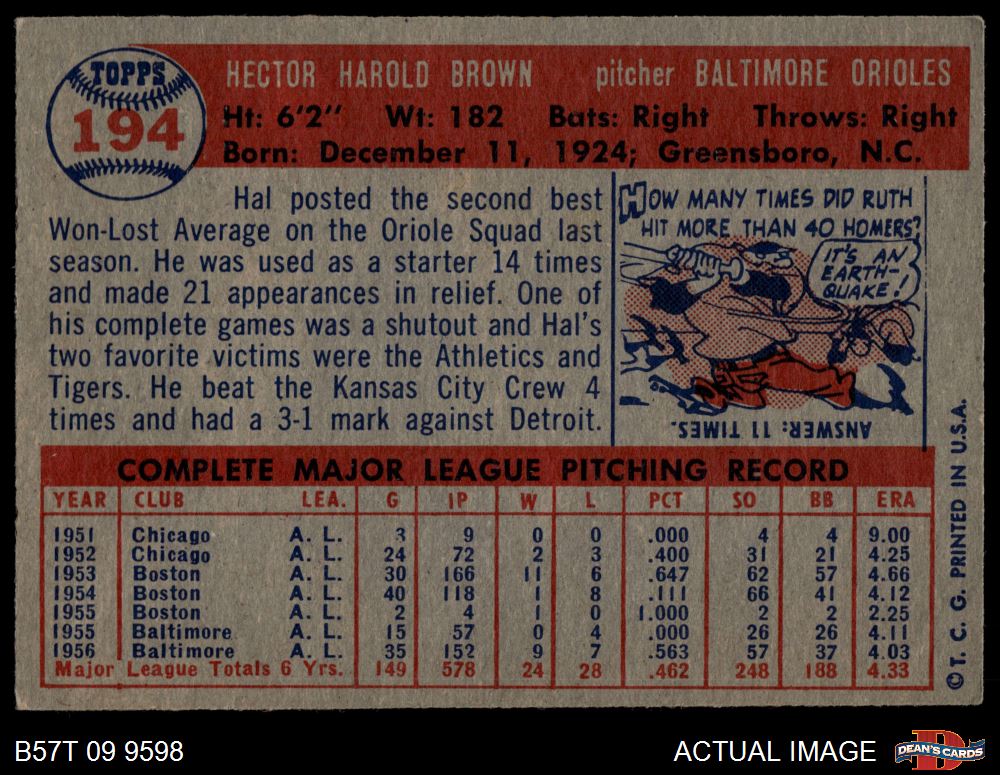 TOPPS
194
HECTOR HAROLD BROWN pitcher BALTIMORE ORIOLES
Ht: 6'2" Wt: 182 Bats: Right Throws: Right
Born: December 11, 1924; Greensboro, N.C.
Hal posted the second best
Won-Lost Average on the Oriole Squad last
season. He was used as a starter 14 times
and made 21 appearances in relief. One of
his complete games was a shutout and Hal's
two favorite victims were the Athletics and
Tigers. He beat the Kansas City Crew 4
times and had a 3-1 mark against Detroit.
HOW MANY TIMES DID RUTH
HIT MORE THAN 40 HOMERS?
IT'S AN
EARTH-
QUAKE!
ANSWER: 11 TIMES.
COMPLETE MAJOR LEAGUE PITCHING RECORD
YEAR CLUB LEA. G IP W L PCT SO BB ERA
1951 Chicago A. L. 3 9 0 0 .000 4 4 9.00
1952 Chicago A. L. 24 72 2 3 .400 31 21 4.25
1953 Boston A. L. 30 166 11 6 .647 62 57 4.66
1954 Boston A. L. 40 118 1 8 .111 66 41 4.12
1955 Boston A. L. 2 4 1 0 1.000 2 2 2.25
1955 Baltimore A. L. 15 57 0 4 .000 26 26 4.11
1956 Baltimore A. L. 35 152 9 7 .563 57 37 4.03
Major League Totals 6 Yrs. 149 578 24 28 .462 248 188 4.33
© T. C. G. PRINTED IN U.S.A.
B57T 09 9598
ACTUAL IMAGE
DEAN'S CARDS